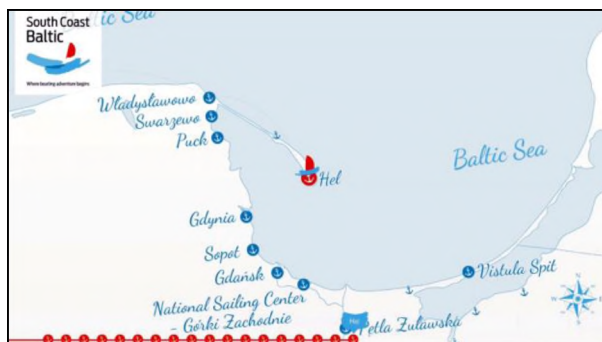 South Coast
Baltic
Where boating adventure begins
Baltic Sea
Władysławowo
Swarzewo
Puck
Hel
Baltic Sea
Gdynia
Sopot
Gdańsk
Vistula Spit
National Sailing Center
- Górki Zachodnie
Hel
Pętla Żuławska
N